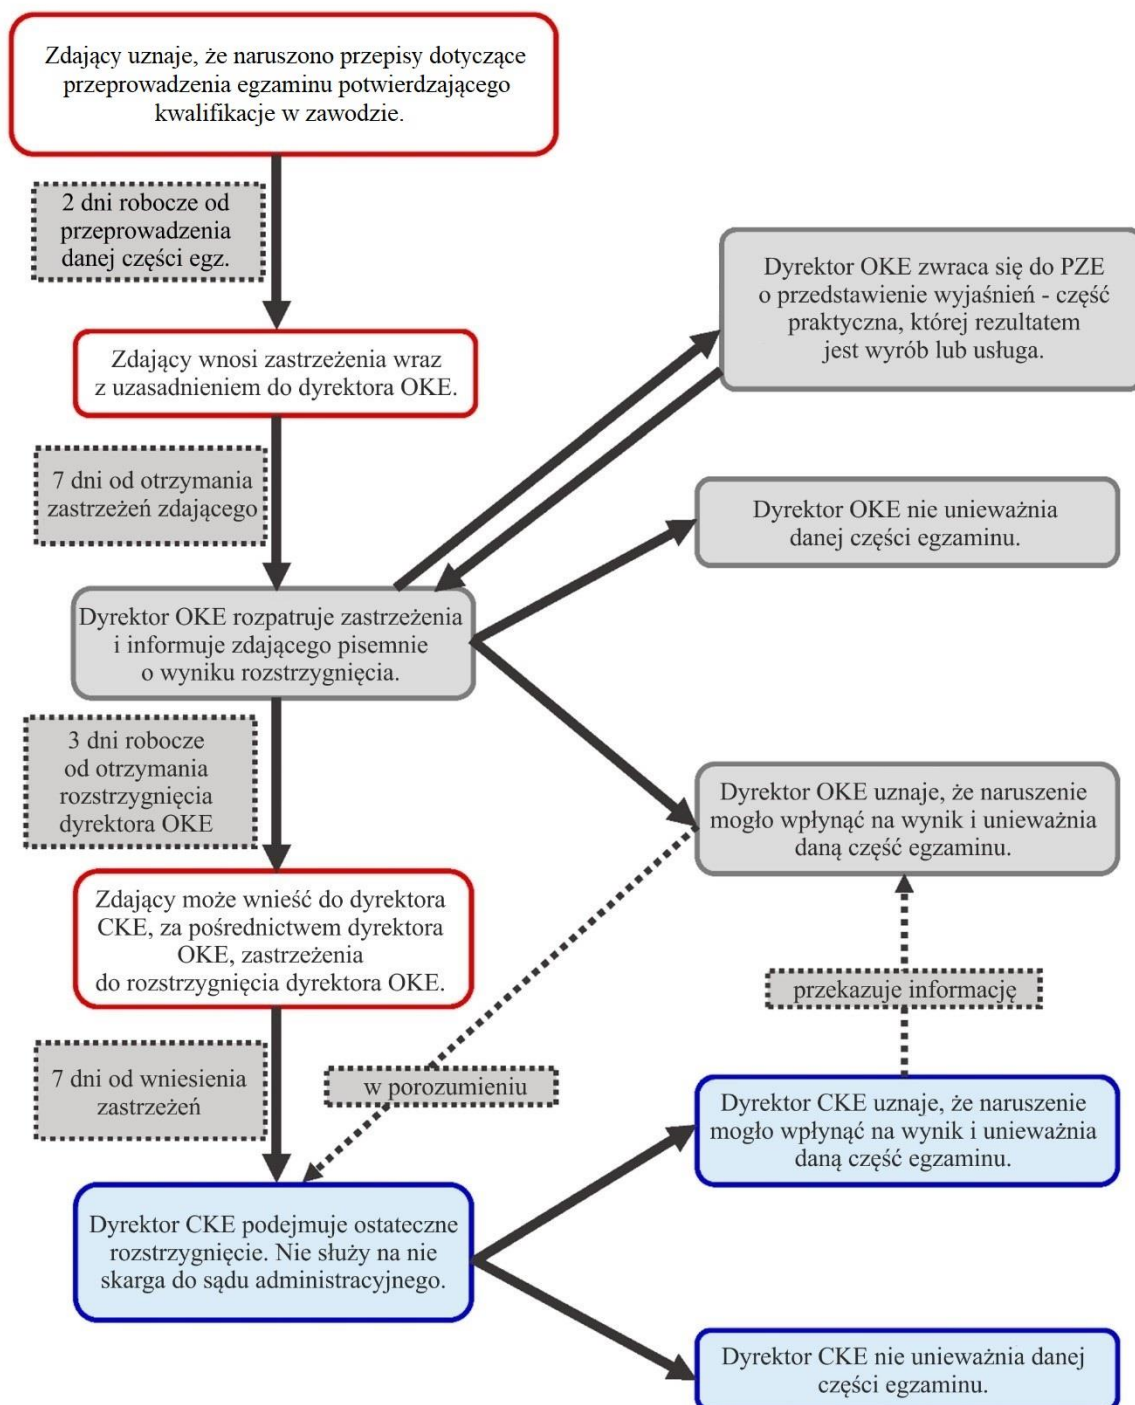 Zdający uznaje, że naruszono przepisy dotyczące
przeprowadzenia egzaminu potwierdzającego
kwalifikacje w zawodzie.
2 dni robocze od
przeprowadzenia
danej części egz.
Zdający wnosi zastrzeżenia wraz
z uzasadnieniem do dyrektora OKE.
Dyrektor OKE zwraca się do PZE
o przedstawienie wyjaśnień - część
praktyczna, której rezultatem
jest wyrób lub usługa.
7 dni od otrzymania
zastrzeżeń zdającego
Dyrektor OKE nie unieważnia
danej części egzaminu.
Dyrektor OKE rozpatruje zastrzeżenia
i informuje zdającego pisemnie
o wyniku rozstrzygnięcia.
3 dni robocze
od otrzymania
rozstrzygnięcia
dyrektora OKE
Dyrektor OKE uznaje, że naruszenie
mogło wpłynąć na wynik i unieważnia
daną część egzaminu.
Zdający może wnieść do dyrektora
CKE, za pośrednictwem dyrektora
OKE, zastrzeżenia
do rozstrzygnięcia dyrektora OKE.
przekazuje informację
7 dni od wniesienia
zastrzeżeń
w porozumieniu
Dyrektor CKE uznaje, że naruszenie
mogło wpłynąć na wynik i unieważnia
daną część egzaminu.
Dyrektor CKE podejmuje ostateczne
rozstrzygnięcie. Nie służy na nie
skarga do sądu administracyjnego.
Dyrektor CKE nie unieważnia danej
części egzaminu.